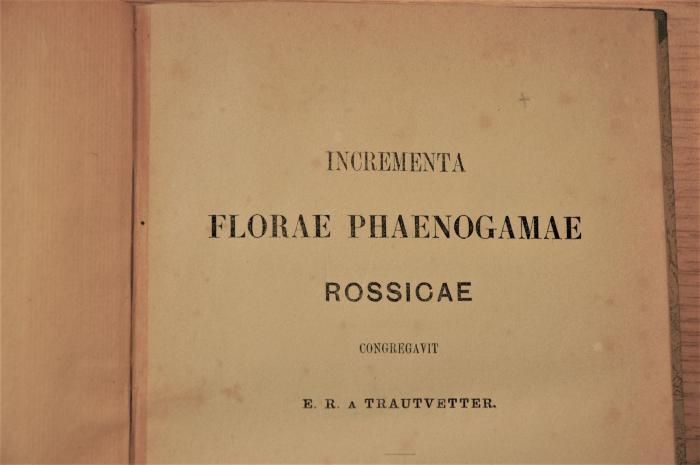 INCREMENTA
FLORAE PHAENOGAMAE
ROSSICAE
CONGREGAVIT
E. R. A TRAUTVETTER.